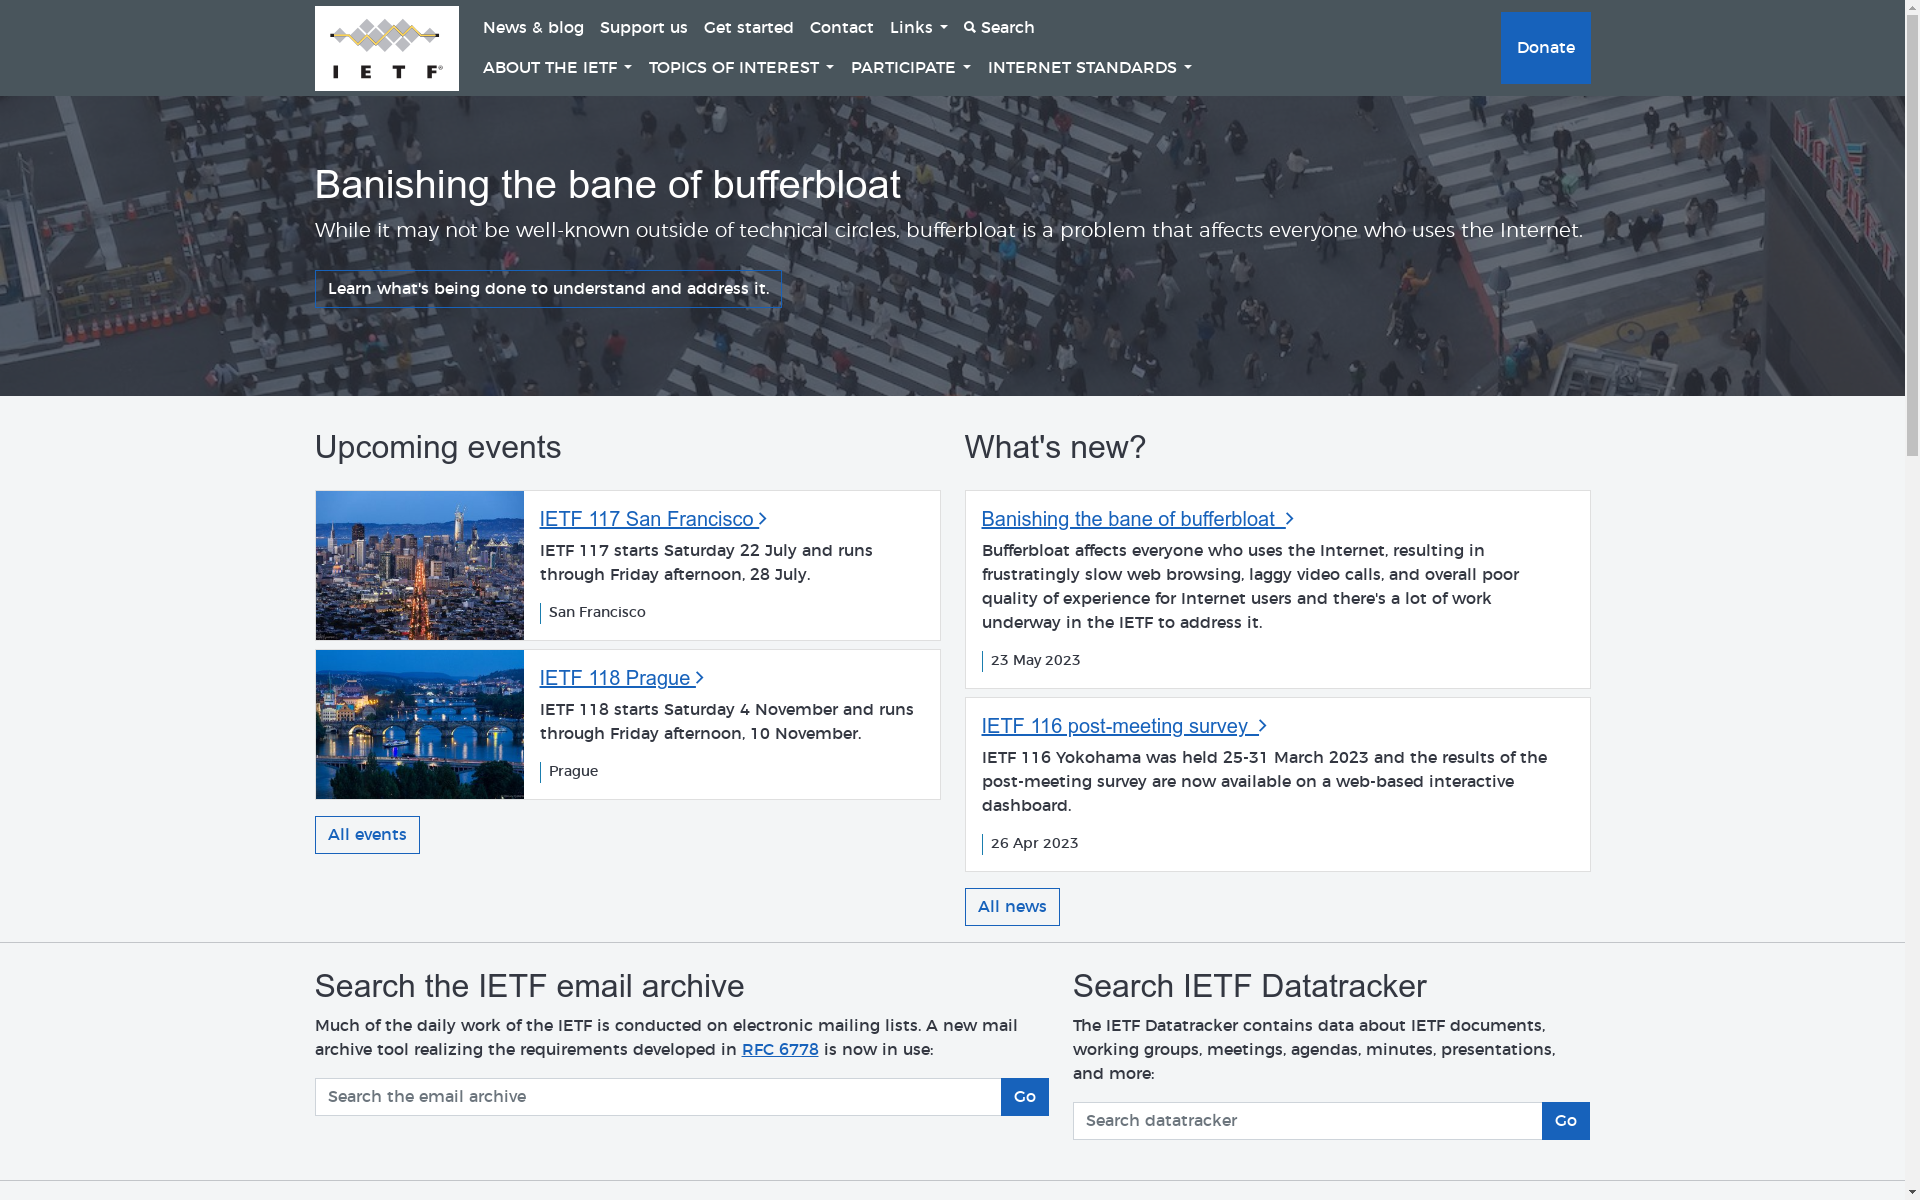 IETF®
News & blog Support us Get started Contact Links Search
ABOUT THE IETF TOPICS OF INTEREST PARTICIPATE INTERNET STANDARDS
Donate
Banishing the bane of bufferbloat
While it may not be well-known outside of technical circles, bufferbloat is a problem that affects everyone who uses the Internet.
Learn what's being done to understand and address it.
Upcoming events
IETF 117 San Francisco
IETF 117 starts Saturday 22 July and runs
through Friday afternoon, 28 July.
San Francisco
IETF 118 Prague
IETF 118 starts Saturday 4 November and runs
through Friday afternoon, 10 November.
Prague
All events
What's new?
Banishing the bane of bufferbloat
Bufferbloat affects everyone who uses the Internet, resulting in
frustratingly slow web browsing, laggy video calls, and overall poor
quality of experience for Internet users and there's a lot of work
underway in the IETF to address it.
23 May 2023
IETF 116 post-meeting survey
IETF 116 Yokohama was held 25-31 March 2023 and the results of the
post-meeting survey are now available on a web-based interactive
dashboard.
26 Apr 2023
All news
Search the IETF email archive
Much of the daily work of the IETF is conducted on electronic mailing lists. A new mail
archive tool realizing the requirements developed in RFC 6778 is now in use:
Search the email archive Go
Search IETF Datatracker
The IETF Datatracker contains data about IETF documents,
working groups, meetings, agendas, minutes, presentations,
and more:
Search datatracker Go